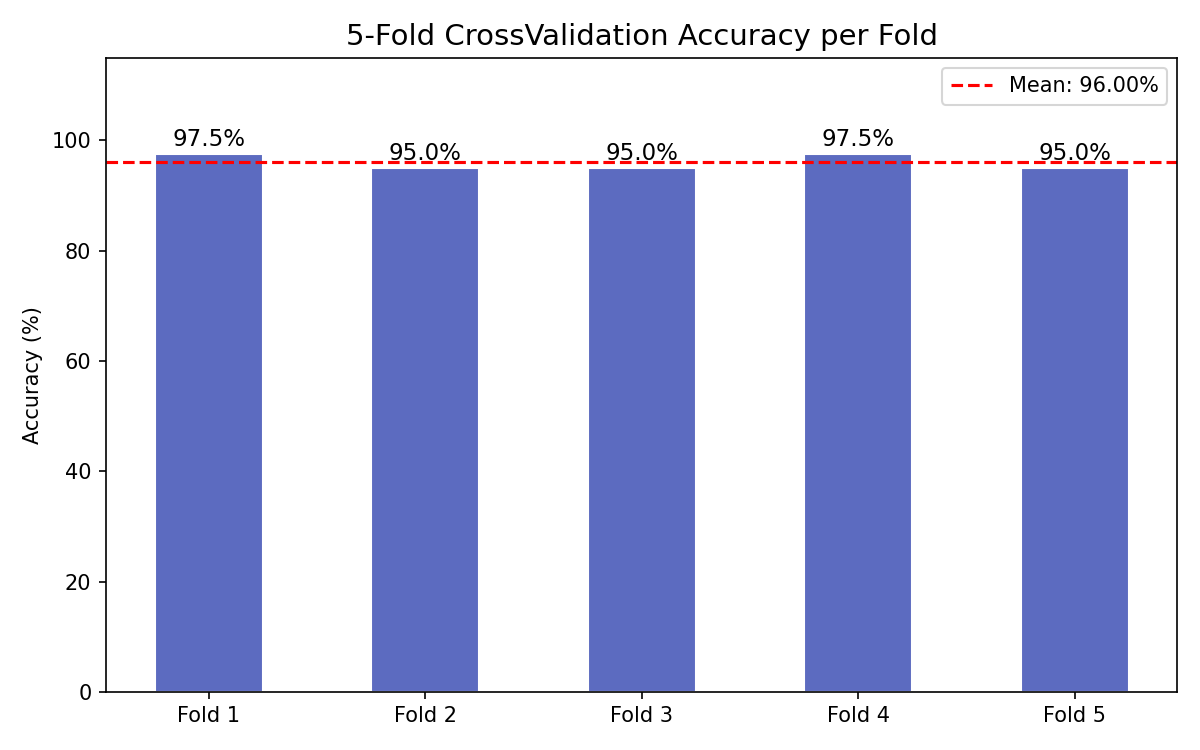 5-Fold CrossValidation Accuracy per Fold
Mean: 96.00%
97.5%
95.0%
95.0%
97.5%
95.0%
Accuracy (%)
100
80
60
40
20
0
Fold 1
Fold 2
Fold 3
Fold 4
Fold 5